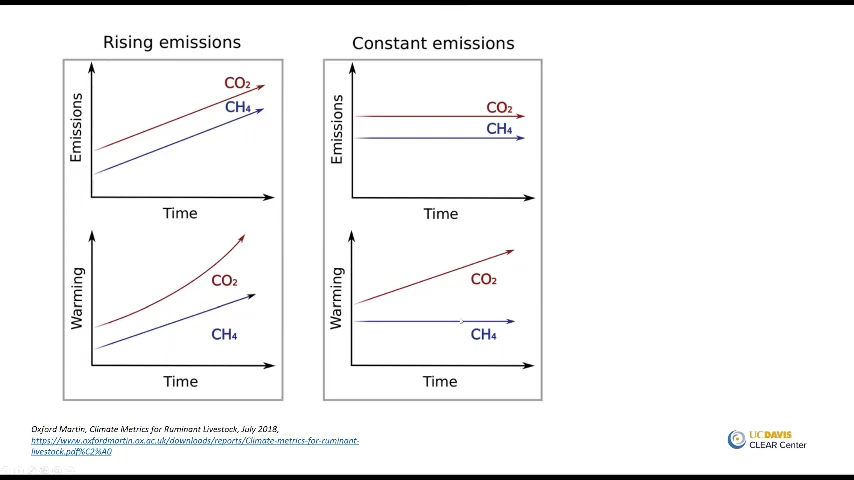 Rising emissions
CO₂
CH₄
Emissions
Time
CO₂
CH₄
Warming
Time
Constant emissions
CO₂
CH₄
Emissions
Time
CO₂
CH₄
Warming
Time
Oxford Martin, Climate Metrics for Ruminant Livestock, July 2018,
https://www.oxfordmartin.ox.ac.uk/downloads/reports/Climate-metrics-for-ruminant-
livestock.pdf%C2%A0
UCDAVIS
CLEAR Center